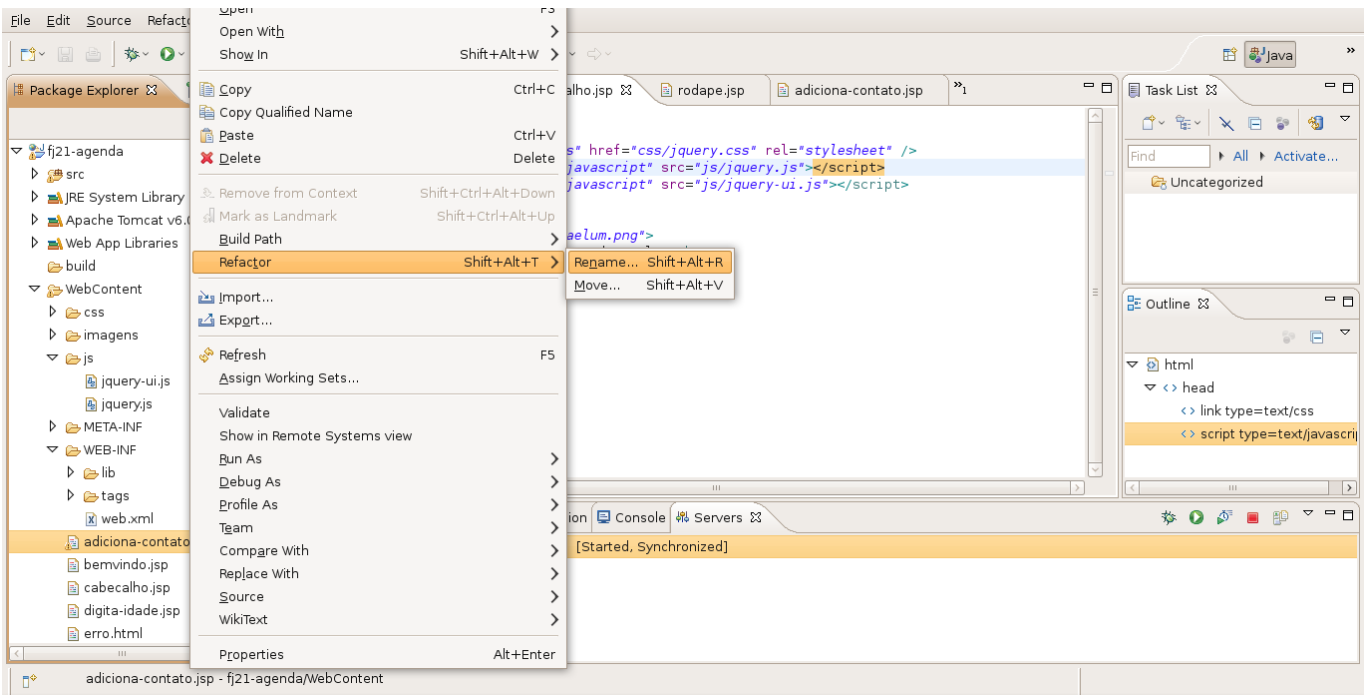 File Edit Source Refacto
Open F3
Open With
Show In Shift+Alt+W
Copy Ctrl+C
Copy Qualified Name
Paste Ctrl+V
Delete Delete
Remove from Context Shift+Ctrl+Alt+Down
Mark as Landmark Shift+Ctrl+Alt+Up
Build Path
Refactor Shift+Alt+T
Import...
Export...
Refresh F5
Assign Working Sets...
Validate
Show in Remote Systems view
Run As
Debug As
Profile As
Team
Compare With
Replace With
Source
WikiText
Properties Alt+Enter
Rename... Shift+Alt+R
Move... Shift+Alt+V
Java
Package Explorer
fj21-agenda
src
JRE System Library
Apache Tomcat v6.0
Web App Libraries
build
WebContent
css
imagens
js
jquery-ui.js
jquery.js
META-INF
WEB-INF
lib
tags
web.xml
adiciona-contato
bemvindo.jsp
cabecalho.jsp
digita-idade.jsp
erro.html
alho.jsp rodape.jsp adiciona-contato.jsp »1
s" href="css/jquery.css" rel="stylesheet" />
javascript" src="js/jquery.js"></script>
javascript" src="js/jquery-ui.js"></script>
aelum.png">
Task List
Find All Activate...
Uncategorized
Outline
html
head
link type=text/css
script type=text/javascrip
ion Console Servers
[Started, Synchronized]
adiciona-contato.jsp - fj21-agenda/WebContent